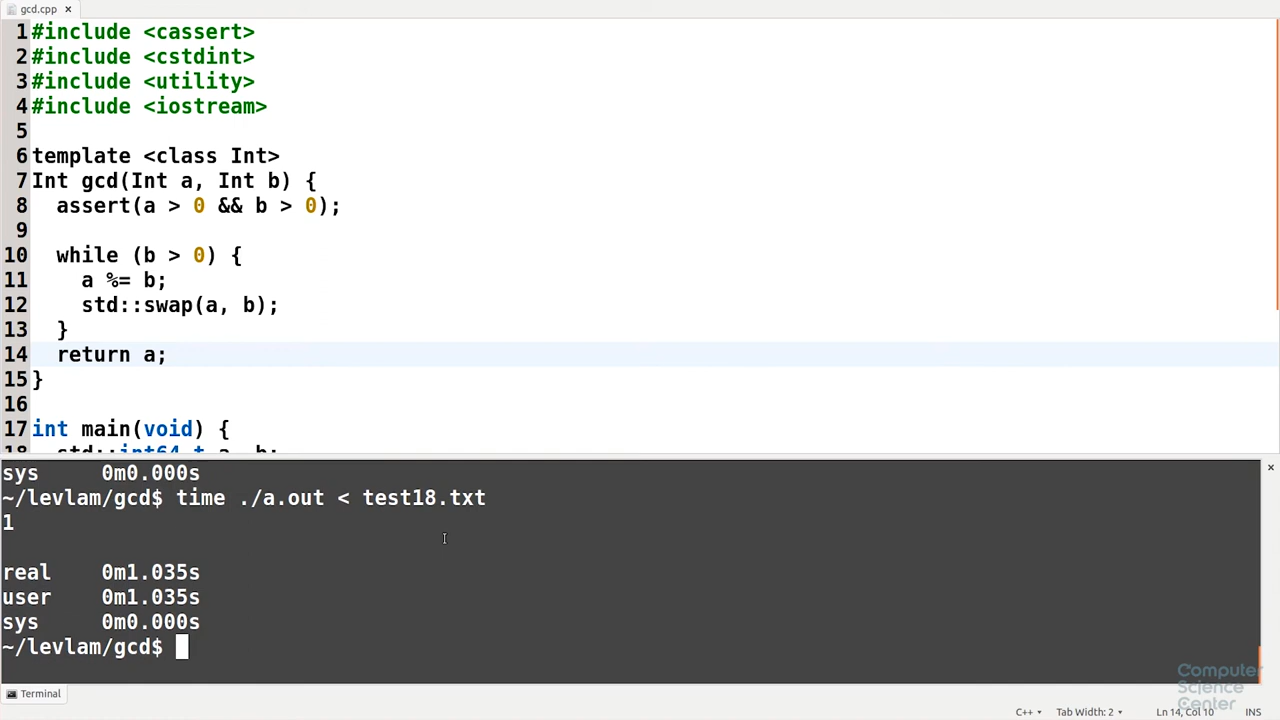 gcd.cpp ×
1 #include <cassert>
2 #include <cstdint>
3 #include <utility>
4 #include <iostream>
5
6 template <class Int>
7 Int gcd(Int a, Int b) {
8   assert(a > 0 && b > 0);
9
10   while (b > 0) {
11     a %= b;
12     std::swap(a, b);
13   }
14   return a;
15 }
16
17 int main(void) {
18   std::int64_t a, b;
sys     0m0.000s
~/levlam/gcd$ time ./a.out < test18.txt
1
real    0m1.035s
user    0m1.035s
sys     0m0.000s
~/levlam/gcd$
Terminal
Computer
Science
Center
C++ Tab Width: 2 Ln 14, Col 10 INS